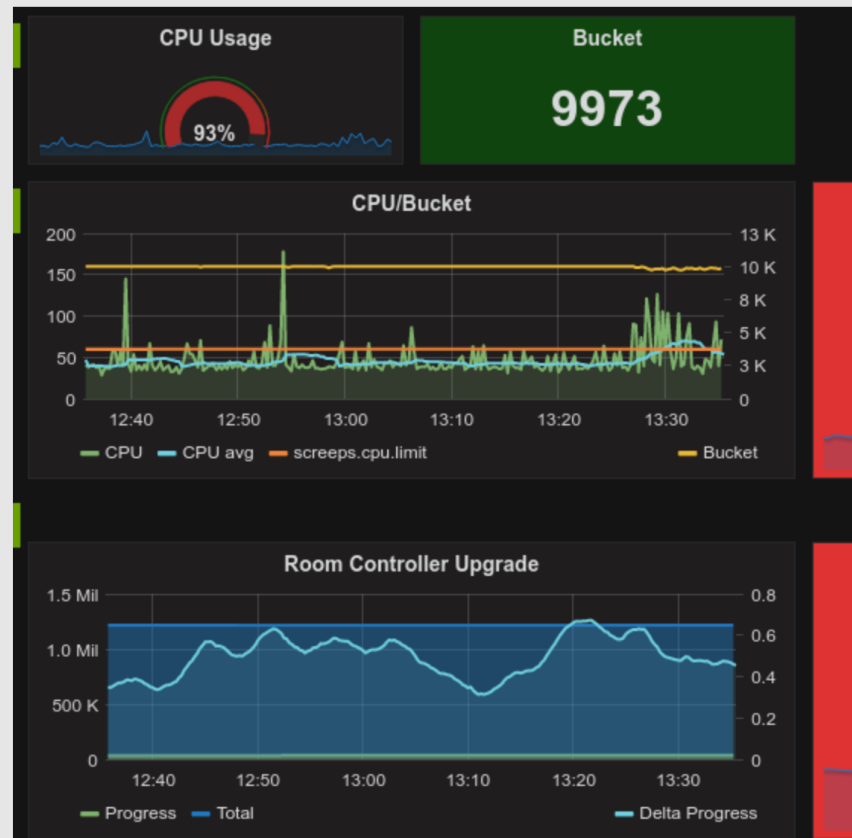 CPU Usage
93%
Bucket
9973
CPU/Bucket
200
150
100
50
0
13 K
10 K
8 K
5 K
3 K
0
12:40 12:50 13:00 13:10 13:20 13:30
CPU CPU avg screeps.cpu.limit Bucket
Room Controller Upgrade
1.5 Mil
1.0 Mil
500 K
0
0.8
0.6
0.4
0.2
0
12:40 12:50 13:00 13:10 13:20 13:30
Progress Total Delta Progress